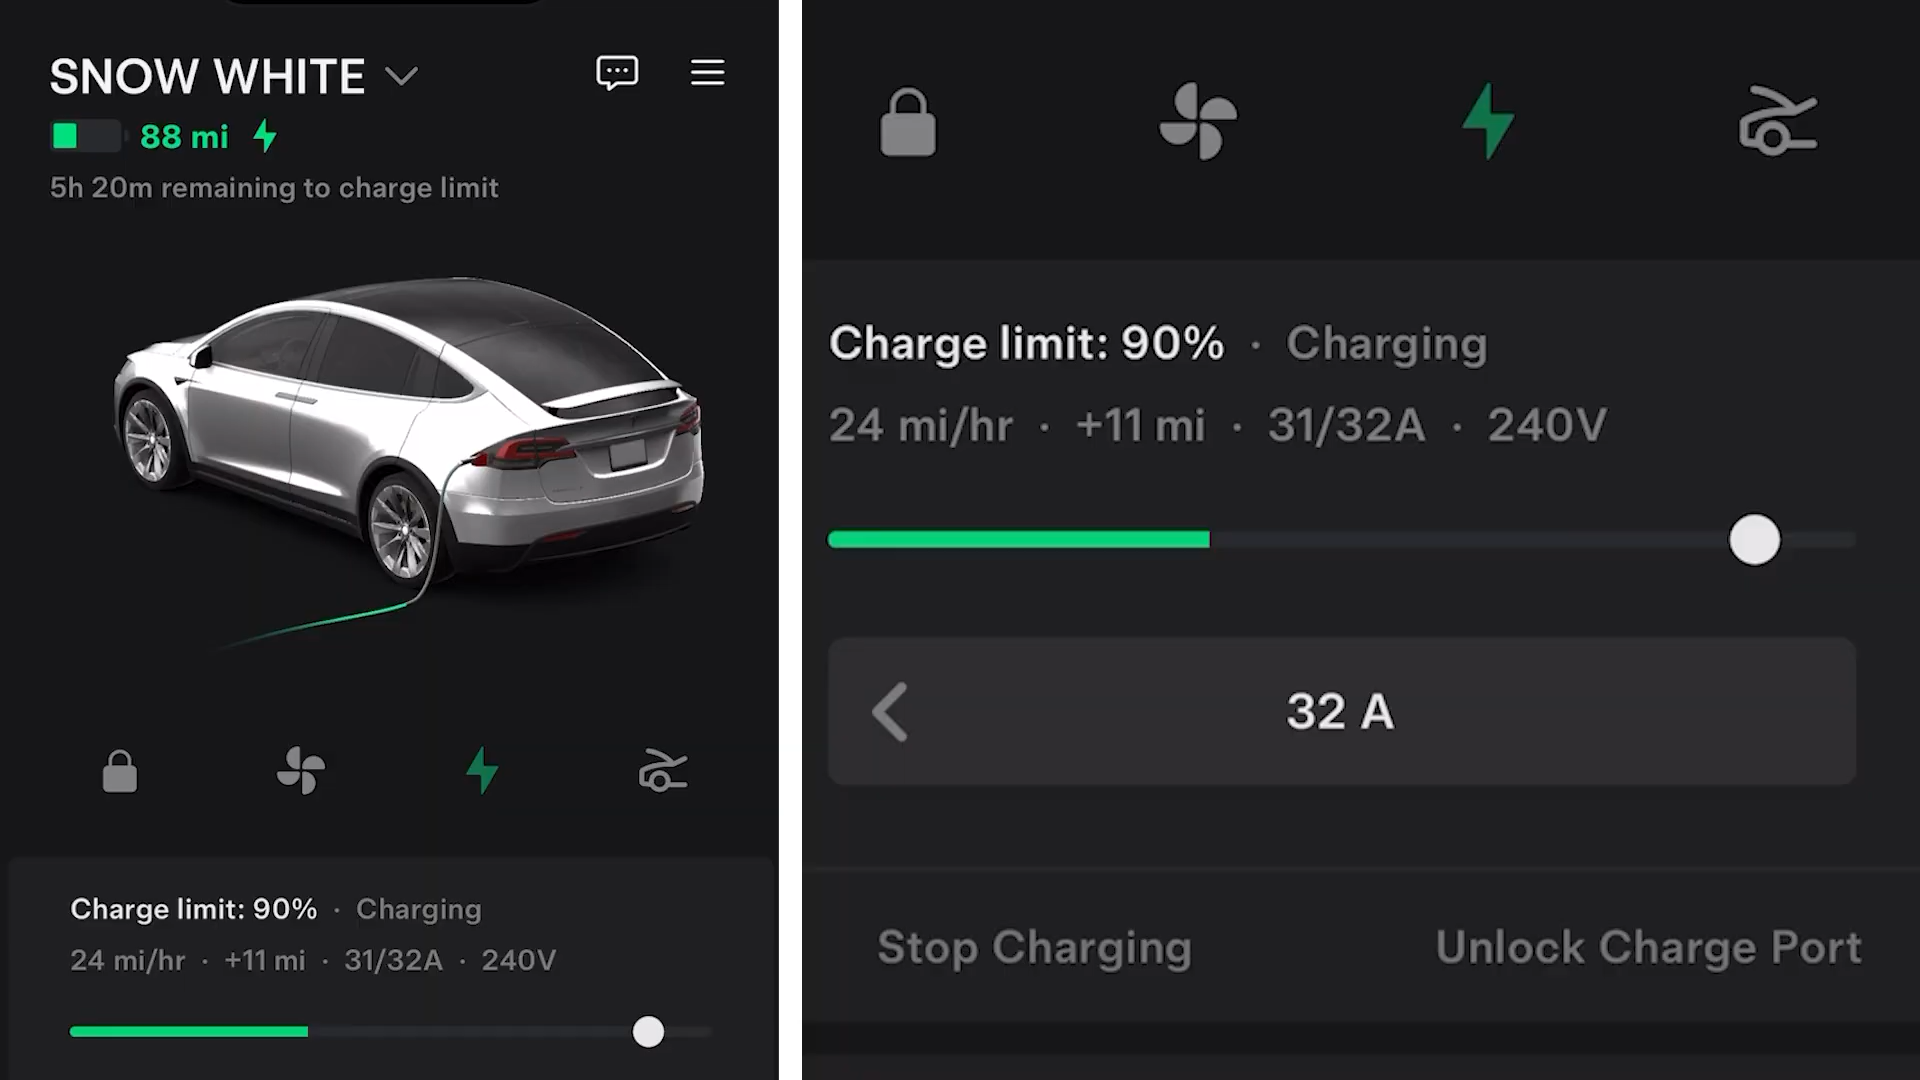 SNOW WHITE
88 mi
5h 20m remaining to charge limit
Charge limit: 90% · Charging
24 mi/hr · +11 mi · 31/32A · 240V
Charge limit: 90% · Charging
24 mi/hr · +11 mi · 31/32A · 240V
32 A
Stop Charging
Unlock Charge Port